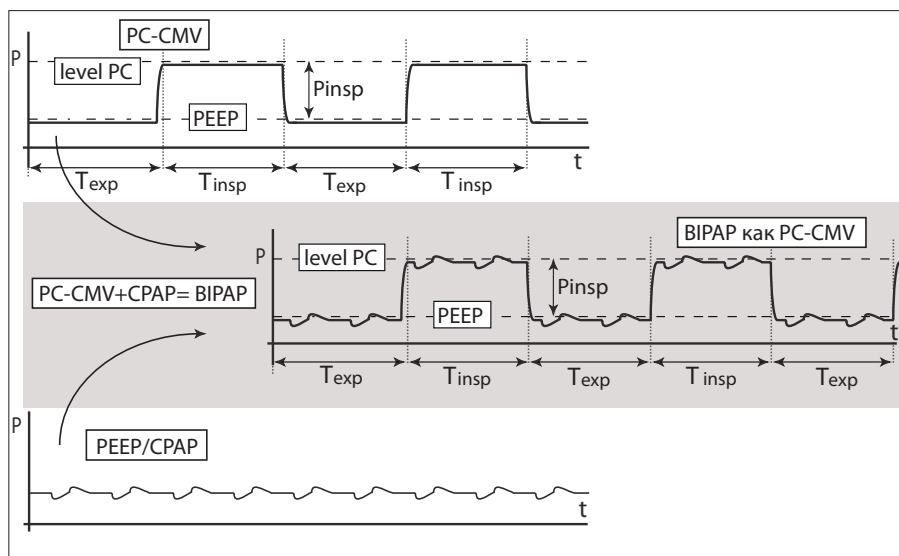 PC-CMV
P
level PC
Pinsp
PEEP
t
Texp Tinsp Texp Tinsp
BIPAP как PC-CMV
P
level PC
Pinsp
PC-CMV+CPAP= BIPAP
PEEP
t
Texp Tinsp Texp Tinsp Texp
P
PEEP/CPAP
t